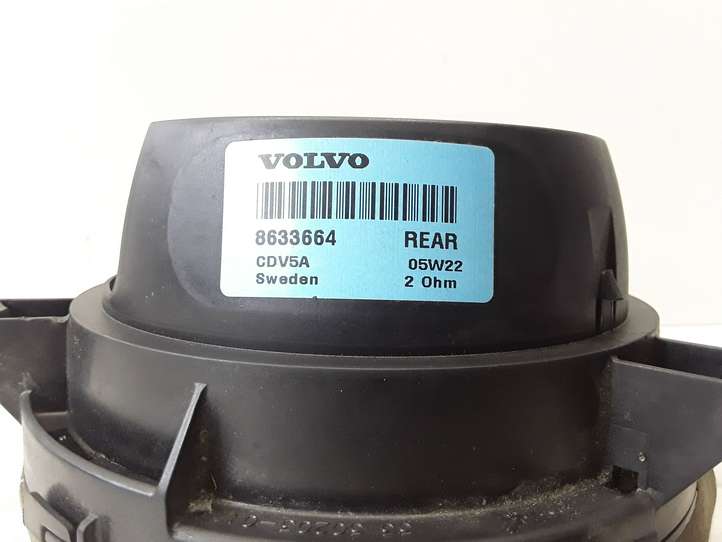 VOLVO
8633664 REAR
CDV5A 05W22
Sweden 2 Ohm